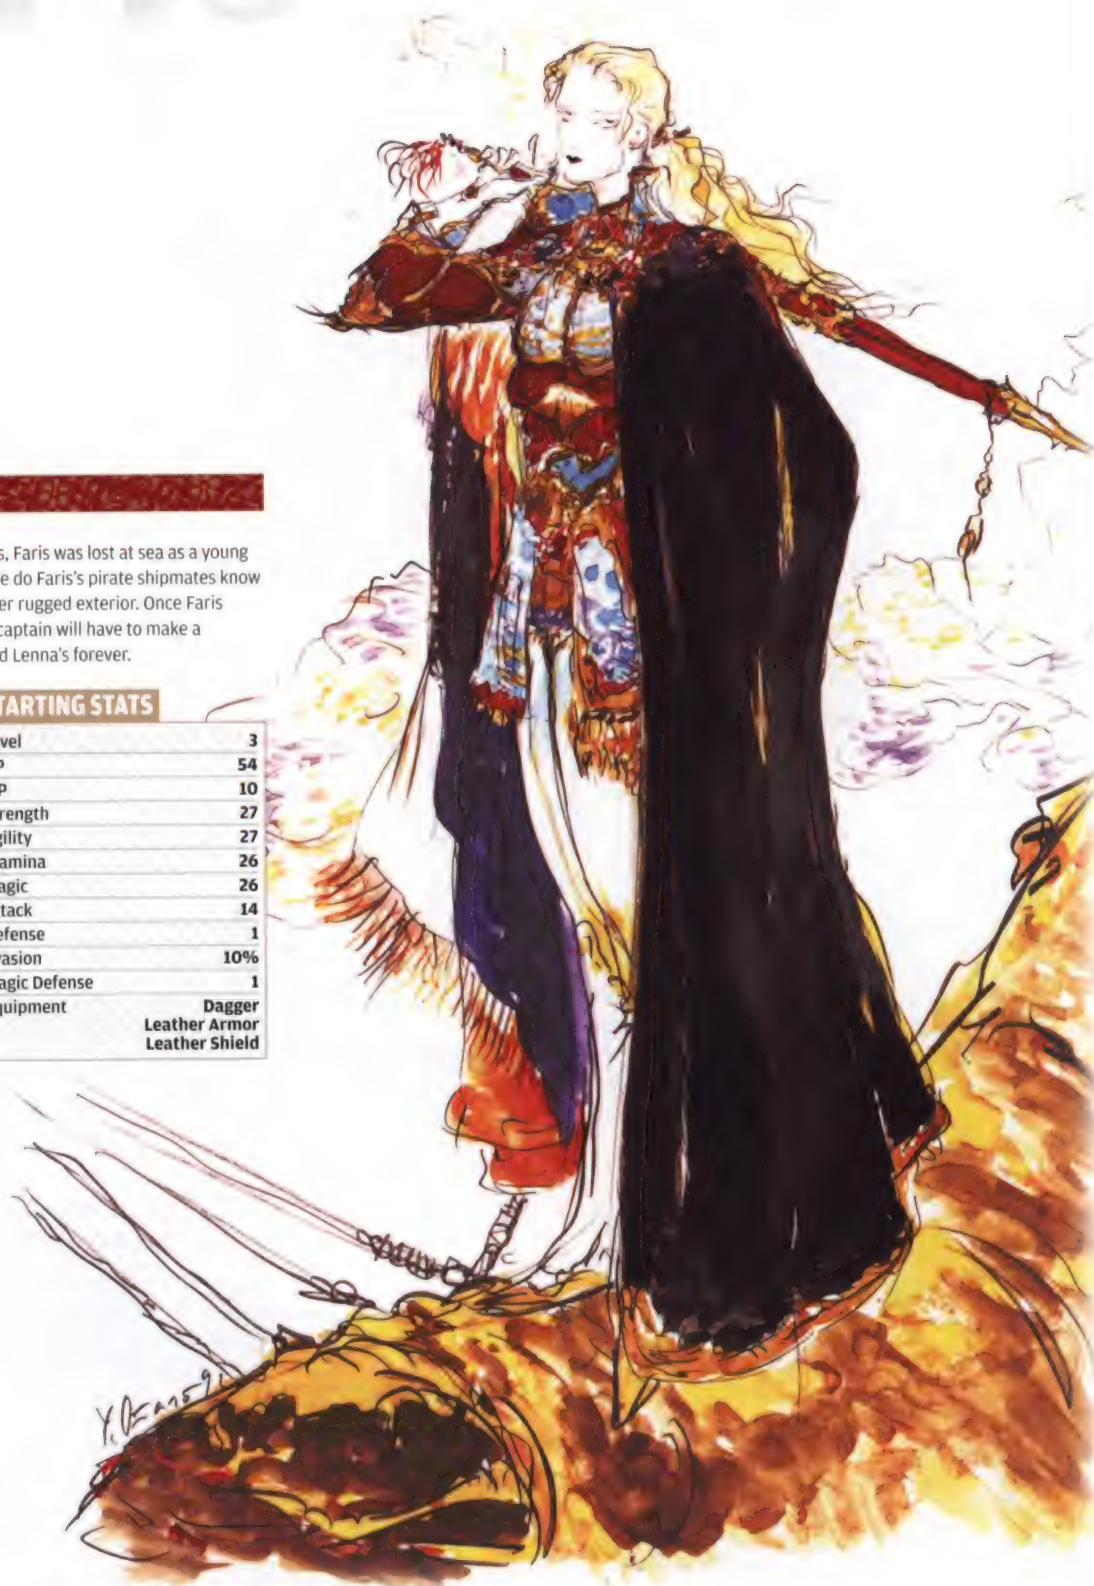 s, Faris was lost at sea as a young
e do Faris's pirate shipmates know
er rugged exterior. Once Faris
captain will have to make a
d Lenna's forever.
TARTING STATS
vel 3
P 54
P 10
rength 27
gility 27
amina 26
agic 26
tack 14
efense 1
vasion 10%
agic Defense 1
quipment Dagger
Leather Armor
Leather Shield